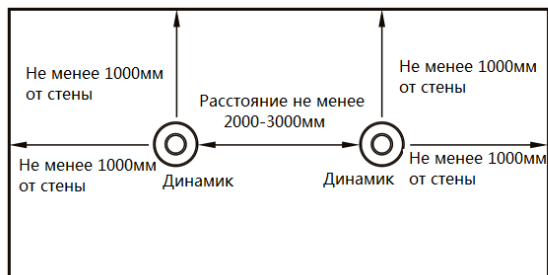 Не менее 1000мм
от стены
Не менее 1000мм
от стены
Расстояние не менее
2000-3000мм
Не менее 1000мм
от стены
Динамик
Динамик
Не менее 1000мм
от стены